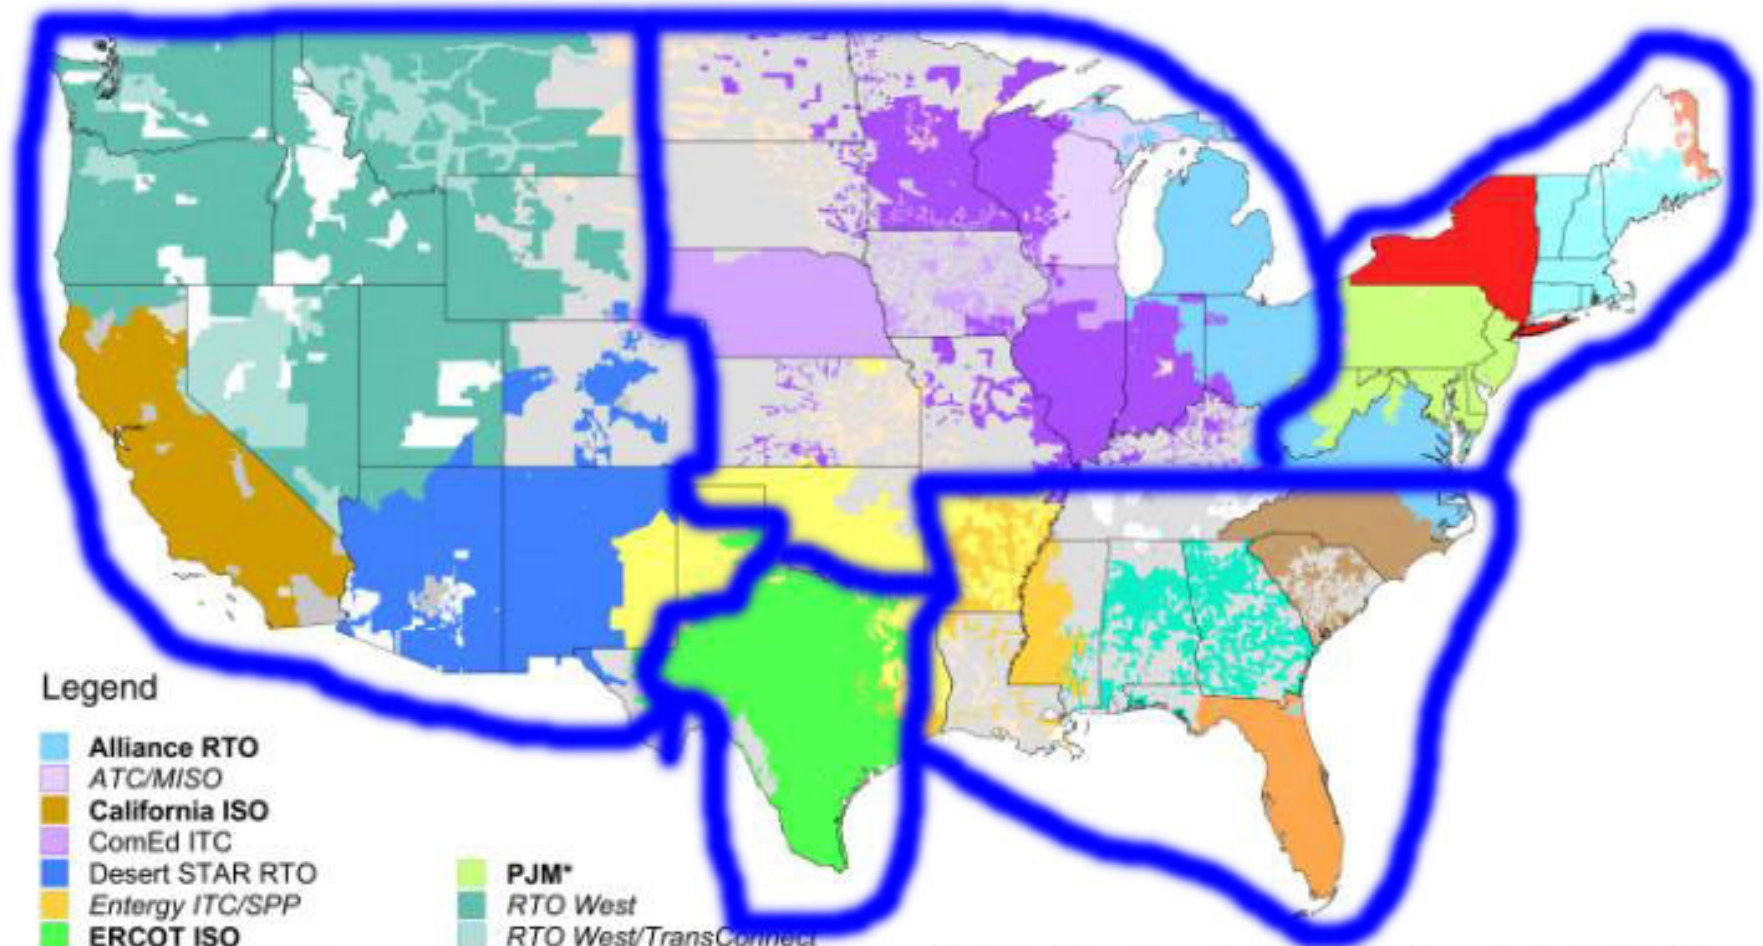 Legend
Alliance RTO
ATC/MISO
California ISO
ComEd ITC
Desert STAR RTO
Entergy ITC/SPP
ERCOT ISO
PJM*
RTO West
RTO West/TransConnect